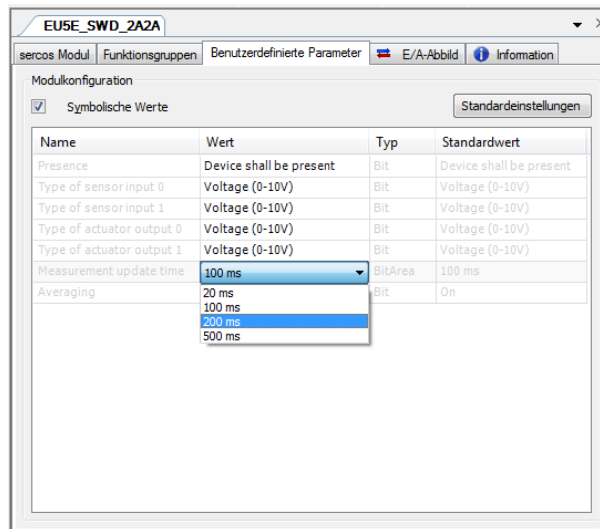 EU5E_SWD_2A2A
sercos Modul Funktionsgruppen Benutzerdefinierte Parameter E/A-Abbild Information
Modulkonfiguration
Symbolische Werte Standardeinstellungen
Name Wert Typ Standardwert
Presence Device shall be present Bit Device shall be present
Type of sensor input 0 Voltage (0-10V) Bit Voltage (0-10V)
Type of sensor input 1 Voltage (0-10V) Bit Voltage (0-10V)
Type of actuator output 0 Voltage (0-10V) Bit Voltage (0-10V)
Type of actuator output 1 Voltage (0-10V) Bit Voltage (0-10V)
Measurement update time 100 ms BitArea 100 ms
Averaging 20 ms Bit On
100 ms
200 ms
500 ms